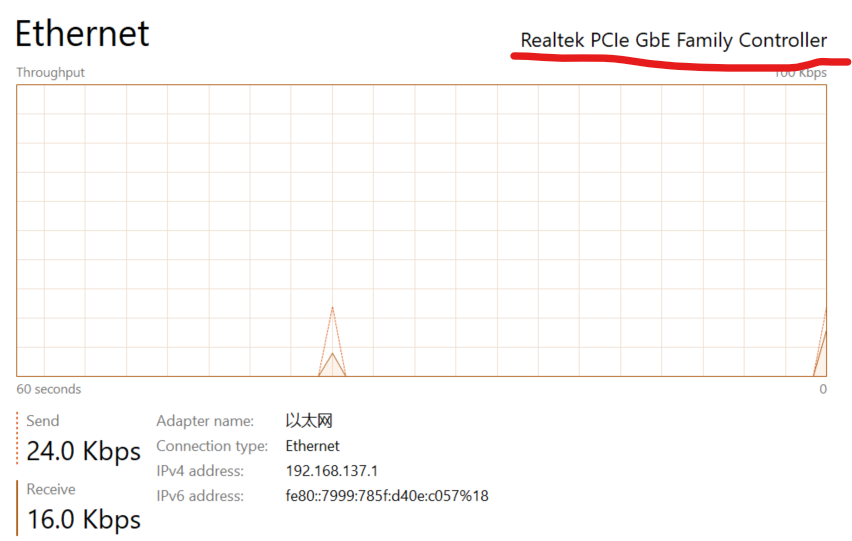 Ethernet
Realtek PCIe GbE Family Controller
Throughput
100 Kbps
60 seconds
0
Send
24.0 Kbps
Receive
16.0 Kbps
Adapter name: 以太网
Connection type: Ethernet
IPv4 address: 192.168.137.1
IPv6 address: fe80::7999:785f:d40e:c057%18